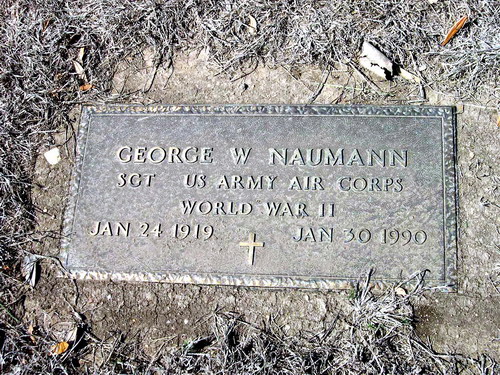 GEORGE W NAUMANN
SGT US ARMY AIR CORPS
WORLD WAR II
JAN 24 1919 JAN 30 1990